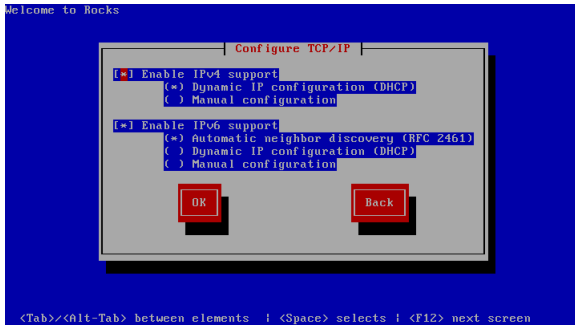 Welcome to Rocks
Configure TCP/IP
[*] Enable IPv4 support
(*) Dynamic IP configuration (DHCP)
( ) Manual configuration
[*] Enable IPv6 support
(*) Automatic neighbor discovery (RFC 2461)
( ) Dynamic IP configuration (DHCP)
( ) Manual configuration
OK Back
<Tab>/<Alt-Tab> between elements | <Space> selects | <F12> next screen